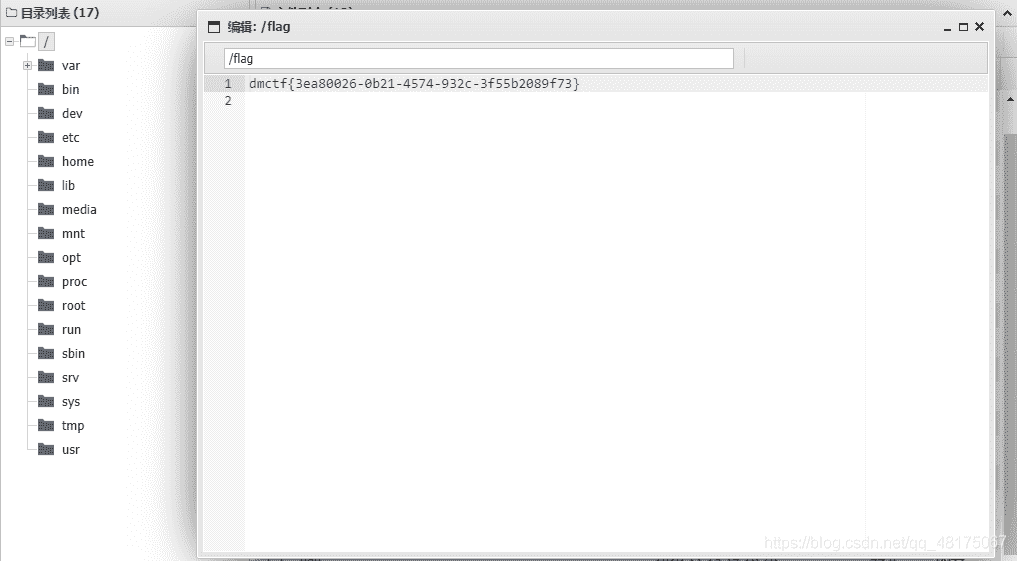 目录列表 (17)
/
var
bin
dev
etc
home
lib
media
mnt
opt
proc
root
run
sbin
srv
sys
tmp
usr
编辑: /flag
/flag
1 dmctf{3ea80026-0b21-4574-932c-3f55b2089f73}
2
https://blog.csdn.net/qq_48175067